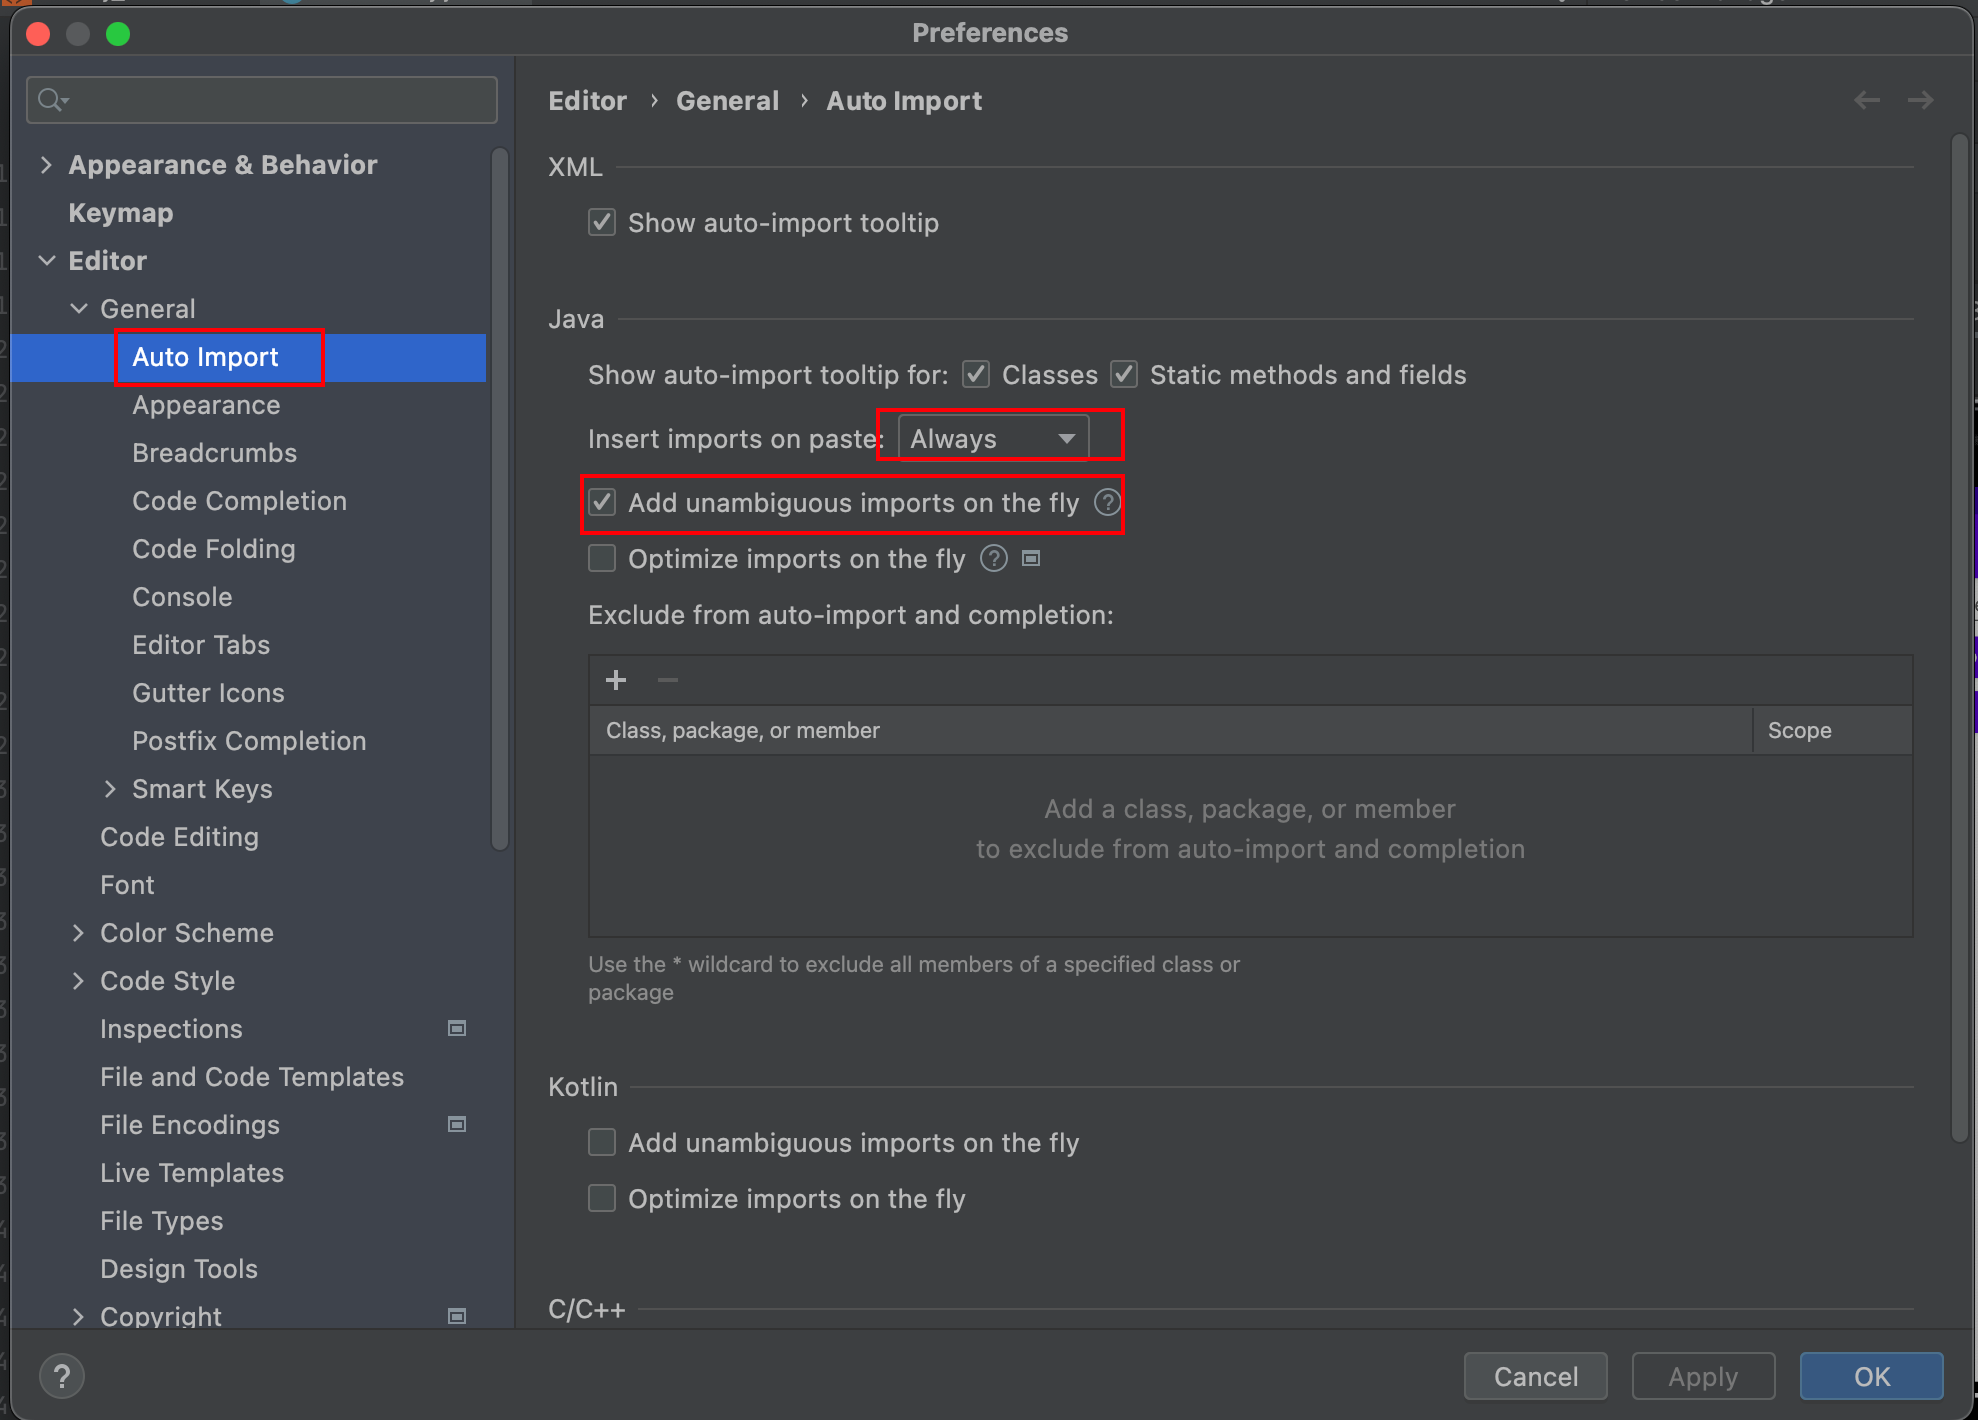 Preferences
Appearance & Behavior
Keymap
Editor
General
Auto Import
Appearance
Breadcrumbs
Code Completion
Code Folding
Console
Editor Tabs
Gutter Icons
Postfix Completion
Smart Keys
Code Editing
Font
Color Scheme
Code Style
Inspections
File and Code Templates
File Encodings
Live Templates
File Types
Design Tools
Copyright
Editor › General › Auto Import
XML
Show auto-import tooltip
Java
Show auto-import tooltip for: Classes Static methods and fields
Insert imports on paste: Always
Add unambiguous imports on the fly ?
Optimize imports on the fly ?
Exclude from auto-import and completion:
Class, package, or member Scope
Add a class, package, or member
to exclude from auto-import and completion
Use the * wildcard to exclude all members of a specified class or
package
Kotlin
Add unambiguous imports on the fly
Optimize imports on the fly
C/C++
? Cancel Apply OK